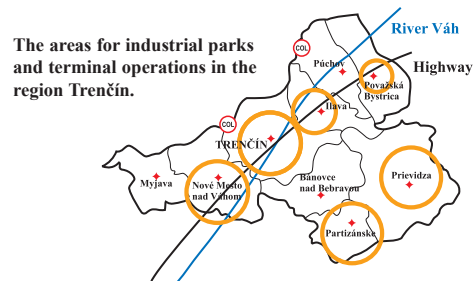 River Váh
The areas for industrial parks
and terminal operations in the
region Trenčín.
COL
Púchov
Highway
Považská
Bystrica
Ilava
COL
TRENČÍN
Myjava
Nové Mesto
nad Váhom
Bánovce
nad Bebravou
Prievidza
Partizánske